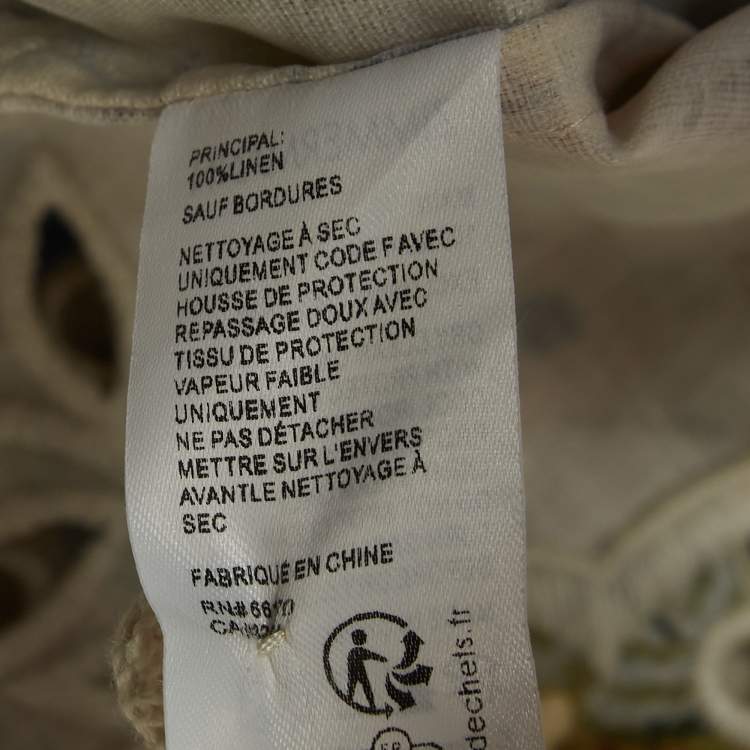 PRINCIPAL:
100%LINEN
SAUF BORDURES
NETTOYAGE À SEC
UNIQUEMENT CODE F AVEC
HOUSSE DE PROTECTION
REPASSAGE DOUX AVEC
TISSU DE PROTECTION
VAPEUR FAIBLE
UNIQUEMENT
NE PAS DÉTACHER
METTRE SUR L'ENVERS
AVANTLE NETTOYAGE À
SEC
FABRIQUÉ EN CHINE
dechets.fr
FR